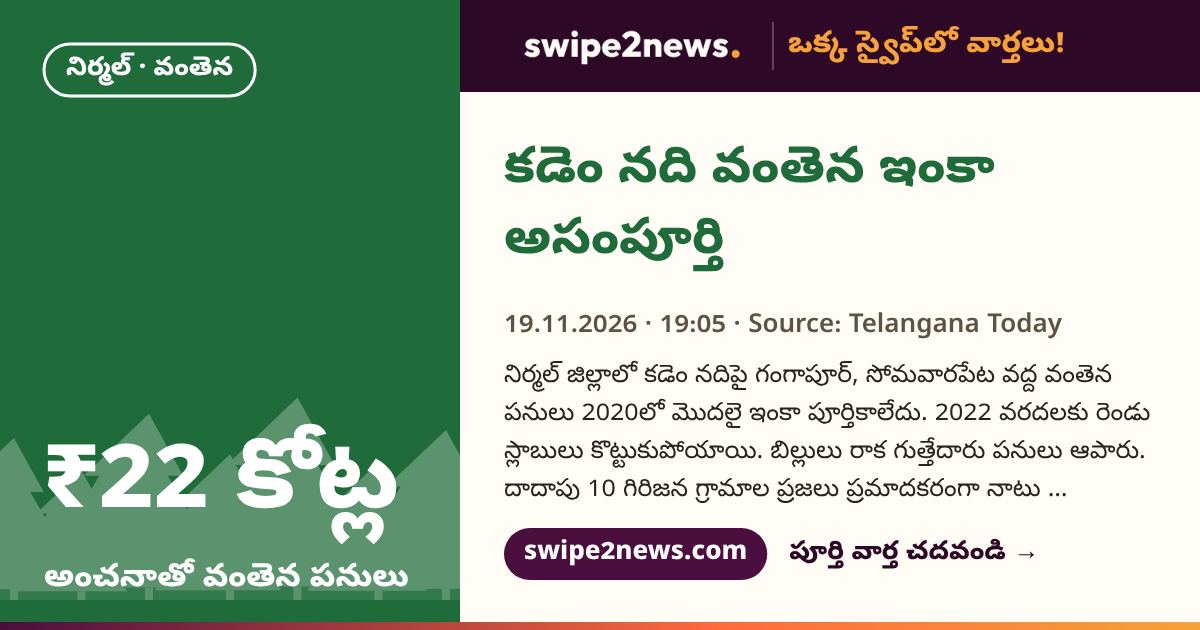 నిర్మల్ · వంతెన
₹22 కోట్ల
అంచనాతో వంతెన పనులు
swipe2news.
ఒక్క స్వైప్‌లో వార్తలు!
కడెం నది వంతెన ఇంకా
అసంపూర్తి
19.11.2026 · 19:05 · Source: Telangana Today
నిర్మల్ జిల్లాలో కడెం నదిపై గంగాపూర్, సోమవారపేట వద్ద వంతెన
పనులు 2020లో మొదలై ఇంకా పూర్తికాలేదు. 2022 వరదలకు రెండు
స్లాబులు కొట్టుకుపోయాయి. బిల్లులు రాక గుత్తేదారు పనులు ఆపారు.
దాదాపు 10 గిరిజన గ్రామాల ప్రజలు ప్రమాదకరంగా నాటు ...
swipe2news.com
పూర్తి వార్త చదవండి →